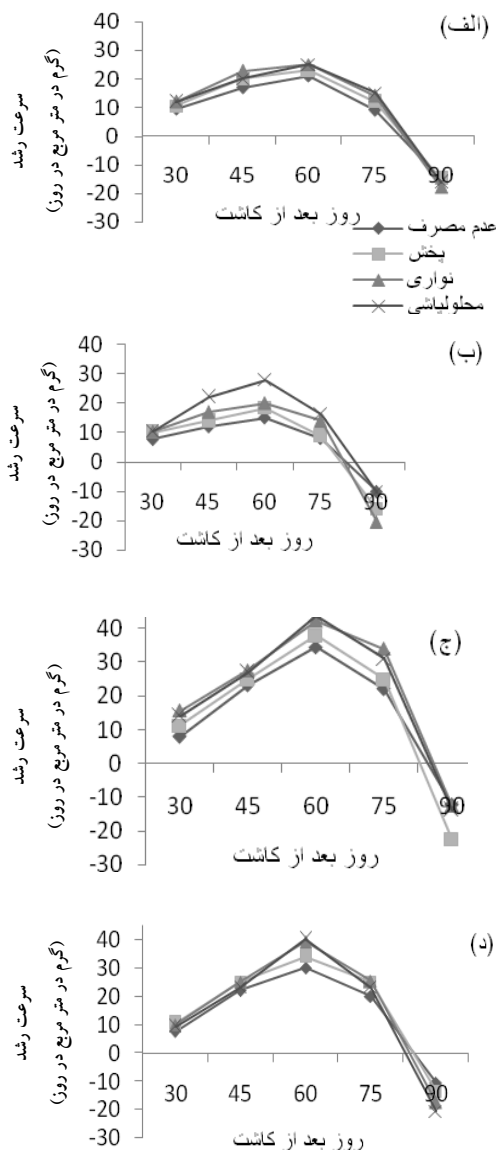 (الف)
سرعت رشد
(گرم در متر مربع در روز)
40
30
20
10
0
-10
-20
-30
30 45 60 75 90
روز بعد از کاشت
عدم مصرف
پخش
نواری
محلولپاشی
(ب)
سرعت رشد
(گرم در متر مربع در روز)
40
30
20
10
0
-10
-20
-30
30 45 60 75 90
روز بعد از کاشت
(ج)
سرعت رشد
(گرم در متر مربع در روز)
40
30
20
10
0
-10
-20
-30
30 45 60 75 90
روز بعد از کاشت
(د)
سرعت رشد
(گرم در متر مربع در روز)
40
30
20
10
0
-10
-20
-30
30 45 60 75 90
روز بعد از کاشت